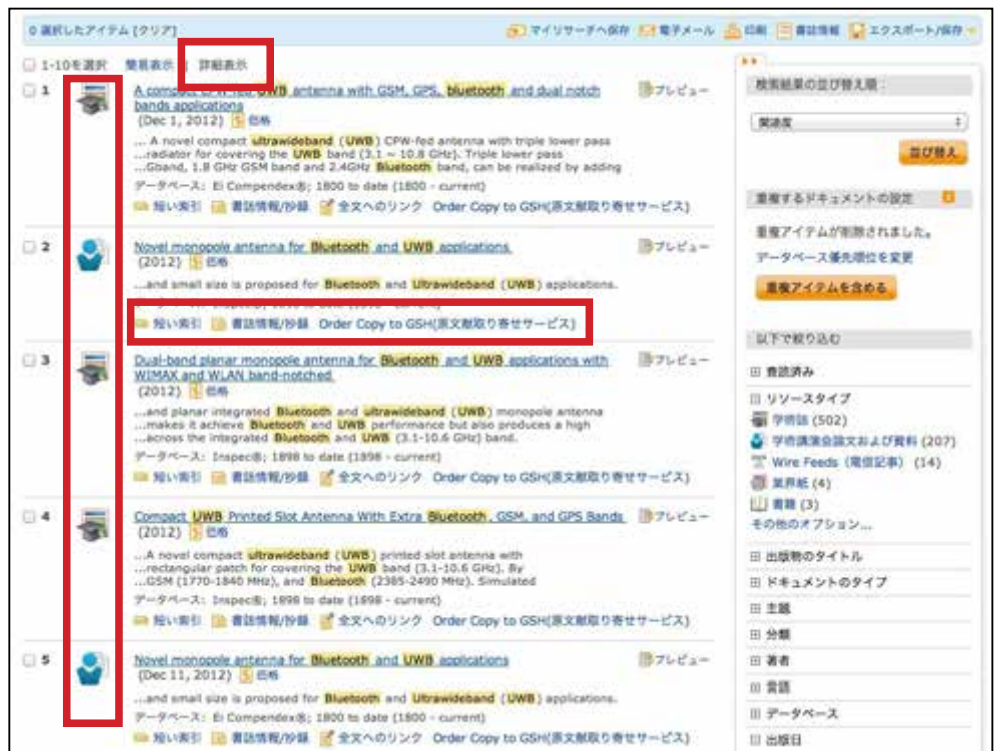 0 選択したアイテム [クリア]
マイリサーチへ保存 電子メール 印刷 書誌情報 エクスポート/保存
1-10を選択 簡易表示 | 詳細表示
1 A compact CPW-fed UWB antenna with GSM, GPS, bluetooth and dual notch プレビュー
bands applications
(Dec 1, 2012) $ 価格
... A novel compact ultrawideband (UWB) CPW-fed antenna with triple lower pass
...radiator for covering the UWB band (3.1 ~ 10.8 GHz). Triple lower pass
...Gband, 1.8 GHz GSM band and 2.4GHz Bluetooth band, can be realized by adding
データベース: Ei Compendex®; 1800 to date (1800 - current)
短い索引 書誌情報/抄録 全文へのリンク Order Copy to GSH(原文献取り寄せサービス)
2 Novel monopole antenna for Bluetooth and UWB applications. プレビュー
(2012) $ 価格
...and small size is proposed for Bluetooth and Ultrawideband (UWB) applications.
データベース: Inspec®; 1898 to date (1898 - current)
短い索引 書誌情報/抄録 Order Copy to GSH(原文献取り寄せサービス)
3 Dual-band planar monopole antenna for Bluetooth and UWB applications with プレビュー
WIMAX and WLAN band-notched.
(2012) $ 価格
...and planar integrated Bluetooth and ultrawideband (UWB) monopole antenna
...makes it achieve Bluetooth and UWB performance but also produces a high
...across the integrated Bluetooth and UWB (3.1-10.6 GHz) band.
データベース: Inspec®; 1898 to date (1898 - current)
短い索引 書誌情報/抄録 全文へのリンク Order Copy to GSH(原文献取り寄せサービス)
4 Compact UWB Printed Slot Antenna With Extra Bluetooth, GSM, and GPS Bands プレビュー
(2012) $ 価格
...A novel compact ultrawideband (UWB) printed slot antenna with
...rectangular patch for covering the UWB band (3.1-10.6 GHz). By
...GSM (1770-1840 MHz), and Bluetooth (2385-2490 MHz). Simulated
データベース: Inspec®; 1898 to date (1898 - current)
短い索引 書誌情報/抄録 全文へのリンク Order Copy to GSH(原文献取り寄せサービス)
5 Novel monopole antenna for Bluetooth and UWB applications プレビュー
(Dec 11, 2012) $ 価格
...and small size is proposed for Bluetooth and Ultrawideband (UWB) applications.
データベース: Ei Compendex®; 1800 to date (1800 - current)
短い索引 書誌情報/抄録 全文へのリンク Order Copy to GSH(原文献取り寄せサービス)
検索結果の並び替え順:
関連度
並び替え
重複するドキュメントの設定
重複アイテムが削除されました。
データベース優先順位を変更
重複アイテムを含める
以下で絞り込む
査読済み
リソースタイプ
学術誌 (502)
学術講演会論文および資料 (207)
Wire Feeds (電信記事) (14)
業界紙 (4)
書籍 (3)
その他のオプション...
出版物のタイトル
ドキュメントのタイプ
主題
分類
著者
言語
データベース
出版日